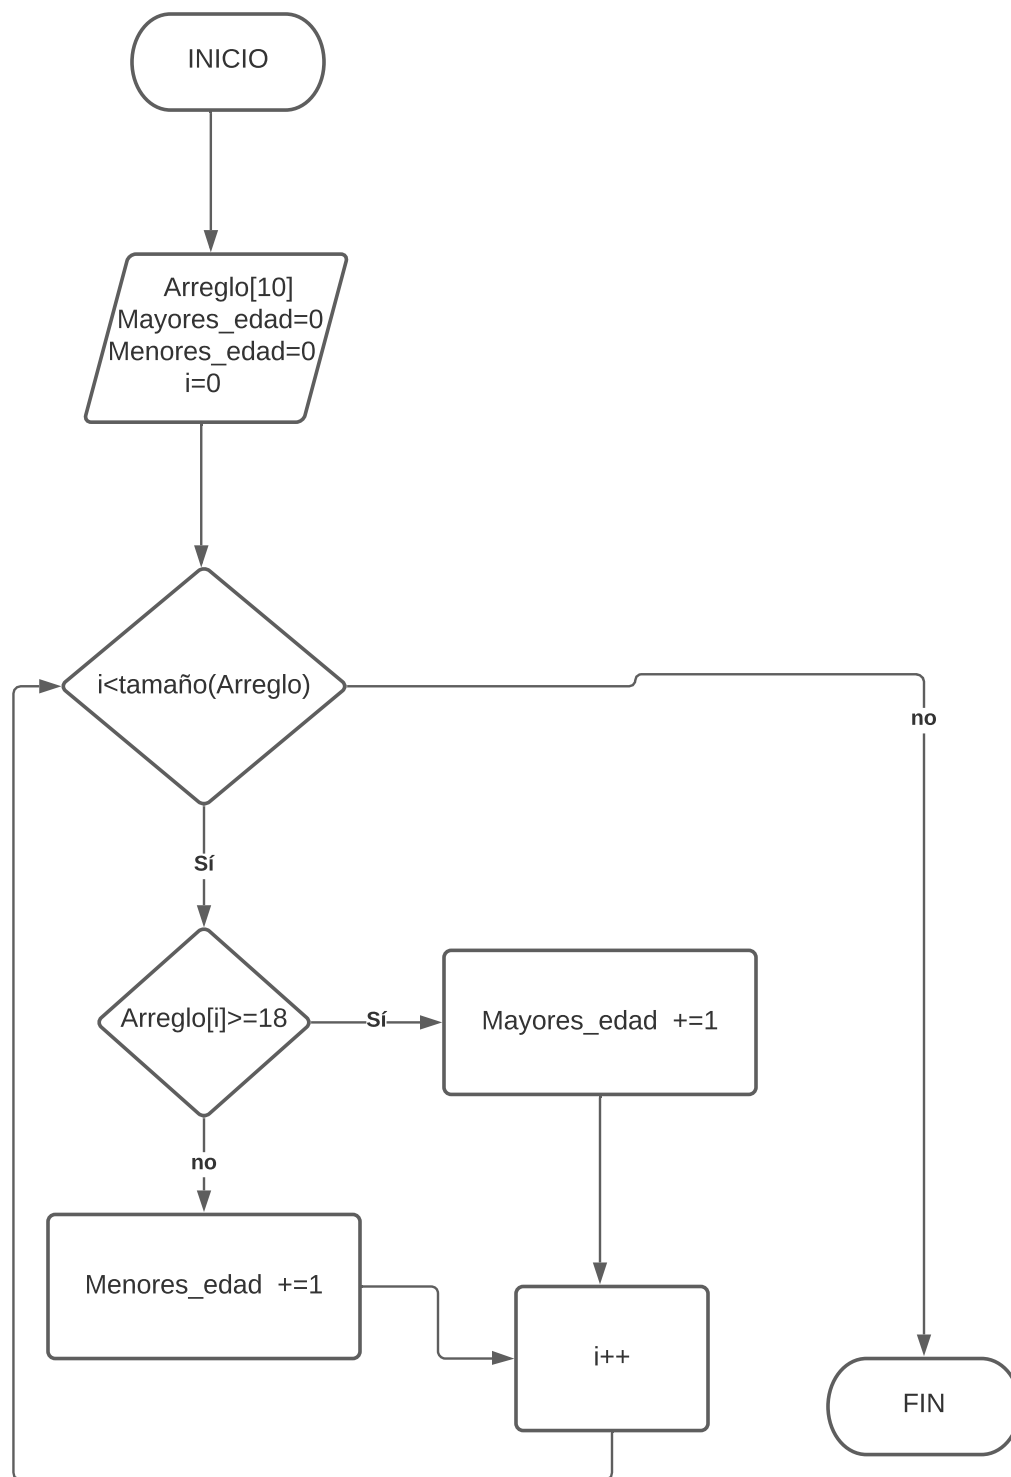 INICIO
Arreglo[10]
Mayores_edad=0
Menores_edad=0
i=0
i<tamaño(Arreglo)
no
Sí
Arreglo[i]>=18
Sí
Mayores_edad  +=1
no
Menores_edad  +=1
i++
FIN